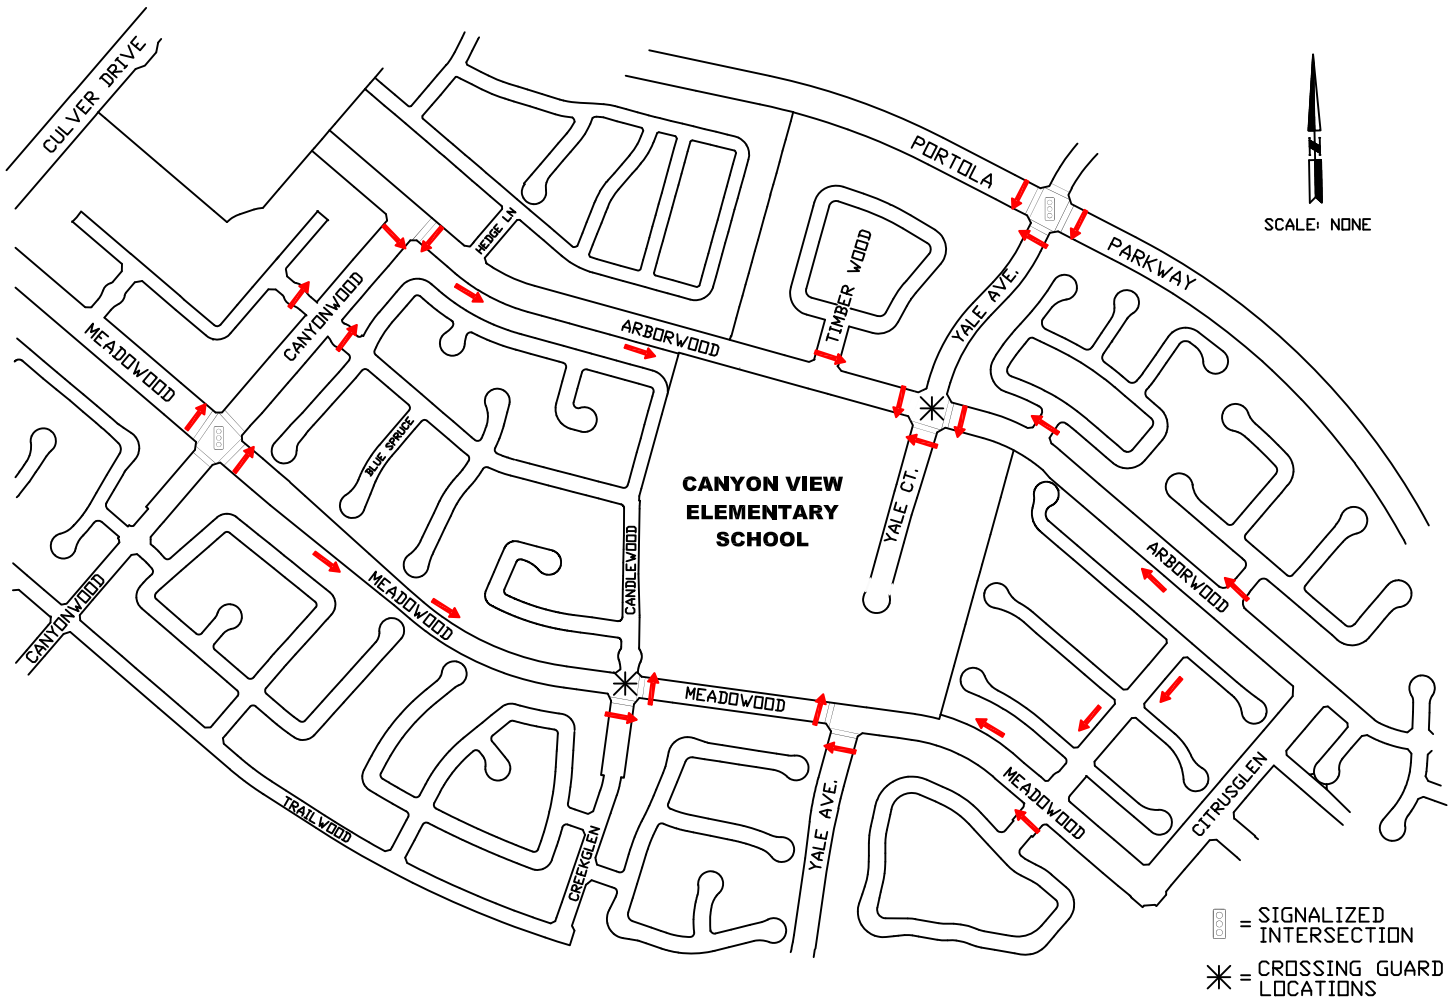 CULVER DRIVE
PORTOLA
PARKWAY
N
SCALE: NONE
HEDGE LN
TIMBER WOOD
YALE AVE.
CANYONWOOD
MEADOWOOD
ARBORWOOD
BLUE SPRUCE
CANYON VIEW
ELEMENTARY
SCHOOL
YALE CT.
CANDLEWOOD
ARBORWOOD
CANYONWOOD
MEADOWOOD
MEADOWOOD
MEADOWOOD
CITRUSGLEN
TRAILWOOD
CREEKGLEN
YALE AVE.
= SIGNALIZED
INTERSECTION
= CROSSING GUARD
LOCATIONS